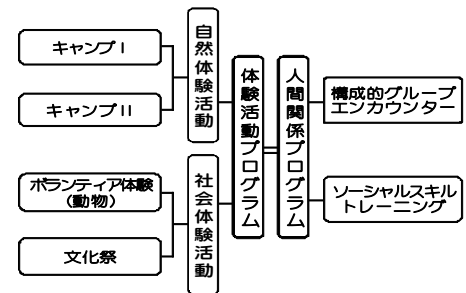 キャンプⅠ
キャンプⅡ
自然体験活動
ボランティア体験
(動物)
文化祭
社会体験活動
体験活動プログラム
人間関係プログラム
構成的グループ
エンカウンター
ソーシャルスキル
トレーニング